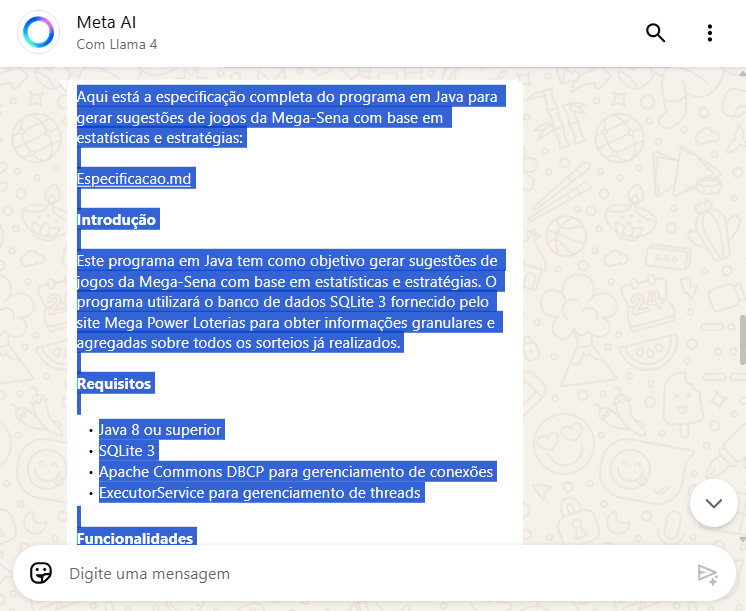 Meta AI
Com Llama 4
Aqui está a especificação completa do programa em Java para
gerar sugestões de jogos da Mega-Sena com base em
estatísticas e estratégias:
Especificacao.md
Introdução
Este programa em Java tem como objetivo gerar sugestões de
jogos da Mega-Sena com base em estatísticas e estratégias. O
programa utilizará o banco de dados SQLite 3 fornecido pelo
site Mega Power Loterias para obter informações granulares e
agregadas sobre todos os sorteios já realizados.
Requisitos
• Java 8 ou superior
• SQLite 3
• Apache Commons DBCP para gerenciamento de conexões
• ExecutorService para gerenciamento de threads
Funcionalidades
Digite uma mensagem